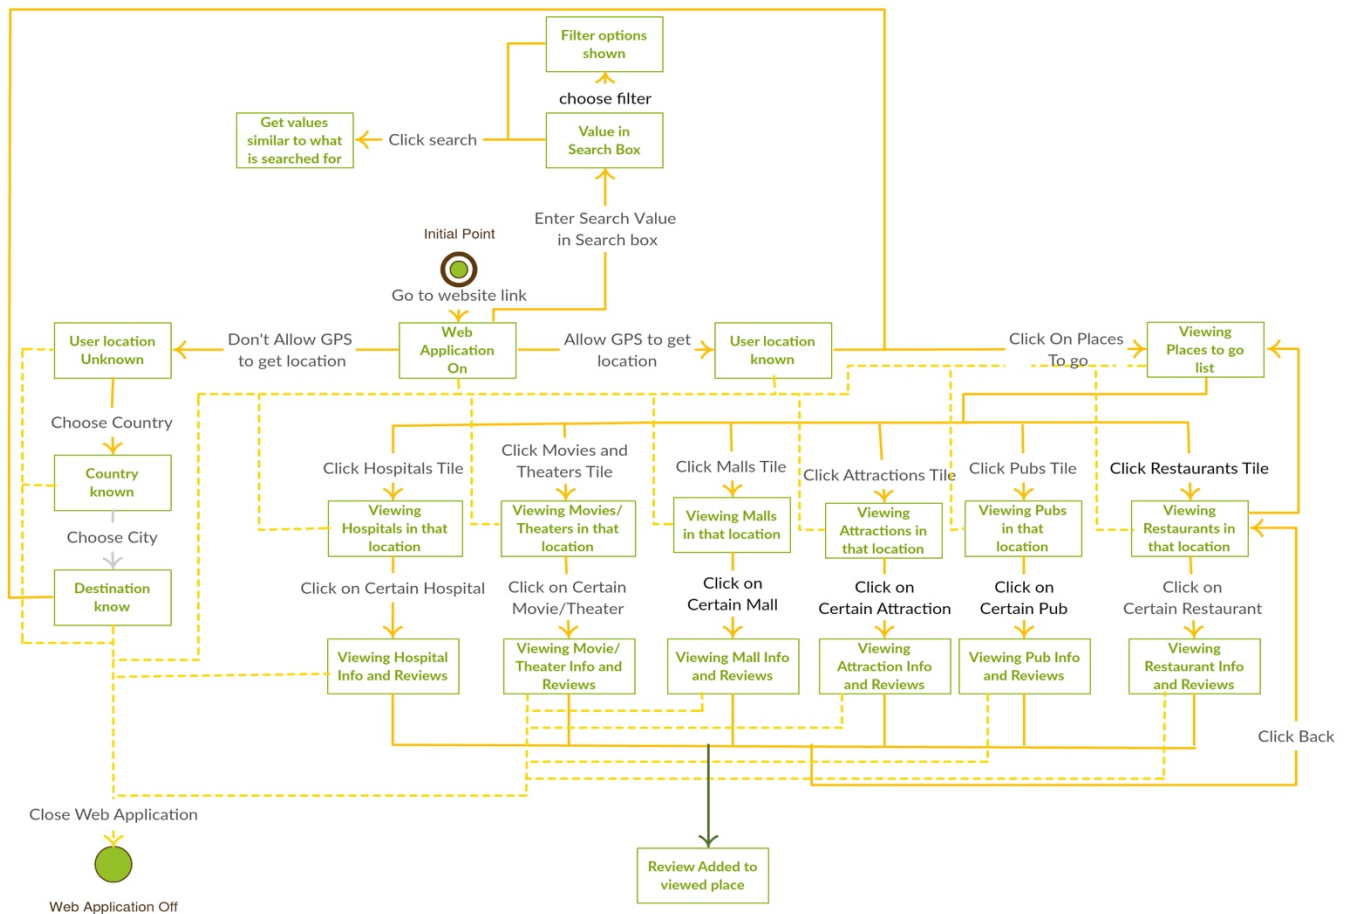 Filter options
shown
choose filter
Get values
similar to what
is searched for
Click search
Value in
Search Box
Enter Search Value
in Search box
Initial Point
Go to website link
User location
Unknown
Don't Allow GPS
to get location
Web
Application
On
Allow GPS to get
location
User location
known
Click On Places
To go
Viewing
Places to go
list
Choose Country
Country
known
Choose City
Destination
know
Click Hospitals Tile
Click Movies and
Theaters Tile
Click Malls Tile
Click Attractions Tile
Click Pubs Tile
Click Restaurants Tile
Viewing
Hospitals in that
location
Viewing Movies/
Theaters in that
location
Viewing Malls
in that location
Viewing
Attractions in
that location
Viewing Pubs
in that
location
Viewing
Restaurants in
that location
Click on Certain Hospital
Click on Certain
Movie/Theater
Click on
Certain Mall
Click on
Certain Attraction
Click on
Certain Pub
Click on
Certain Restaurant
Viewing Hospital
Info and Reviews
Viewing Movie/
Theater Info and
Reviews
Viewing Mall Info
and Reviews
Viewing
Attraction Info
and Reviews
Viewing Pub Info
and Reviews
Viewing
Restaurant Info
and Reviews
Click Back
Close Web Application
Review Added to
viewed place
Web Application Off